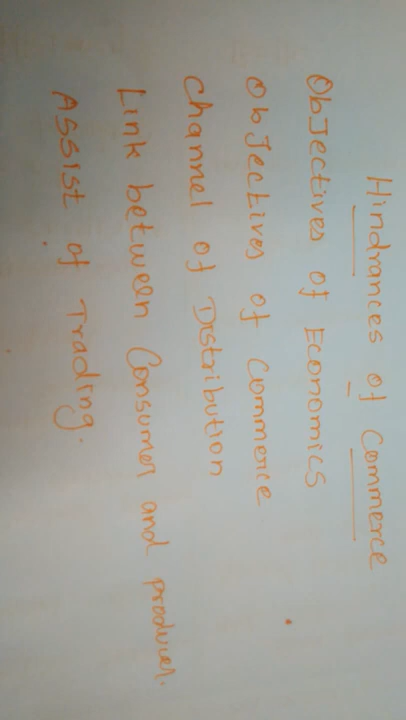 Hindrances of Commerce
Objectives of Economics
Objectives of Commerce
Channel of Distribution
Link between Consumer and producer.
Assist of Trading.